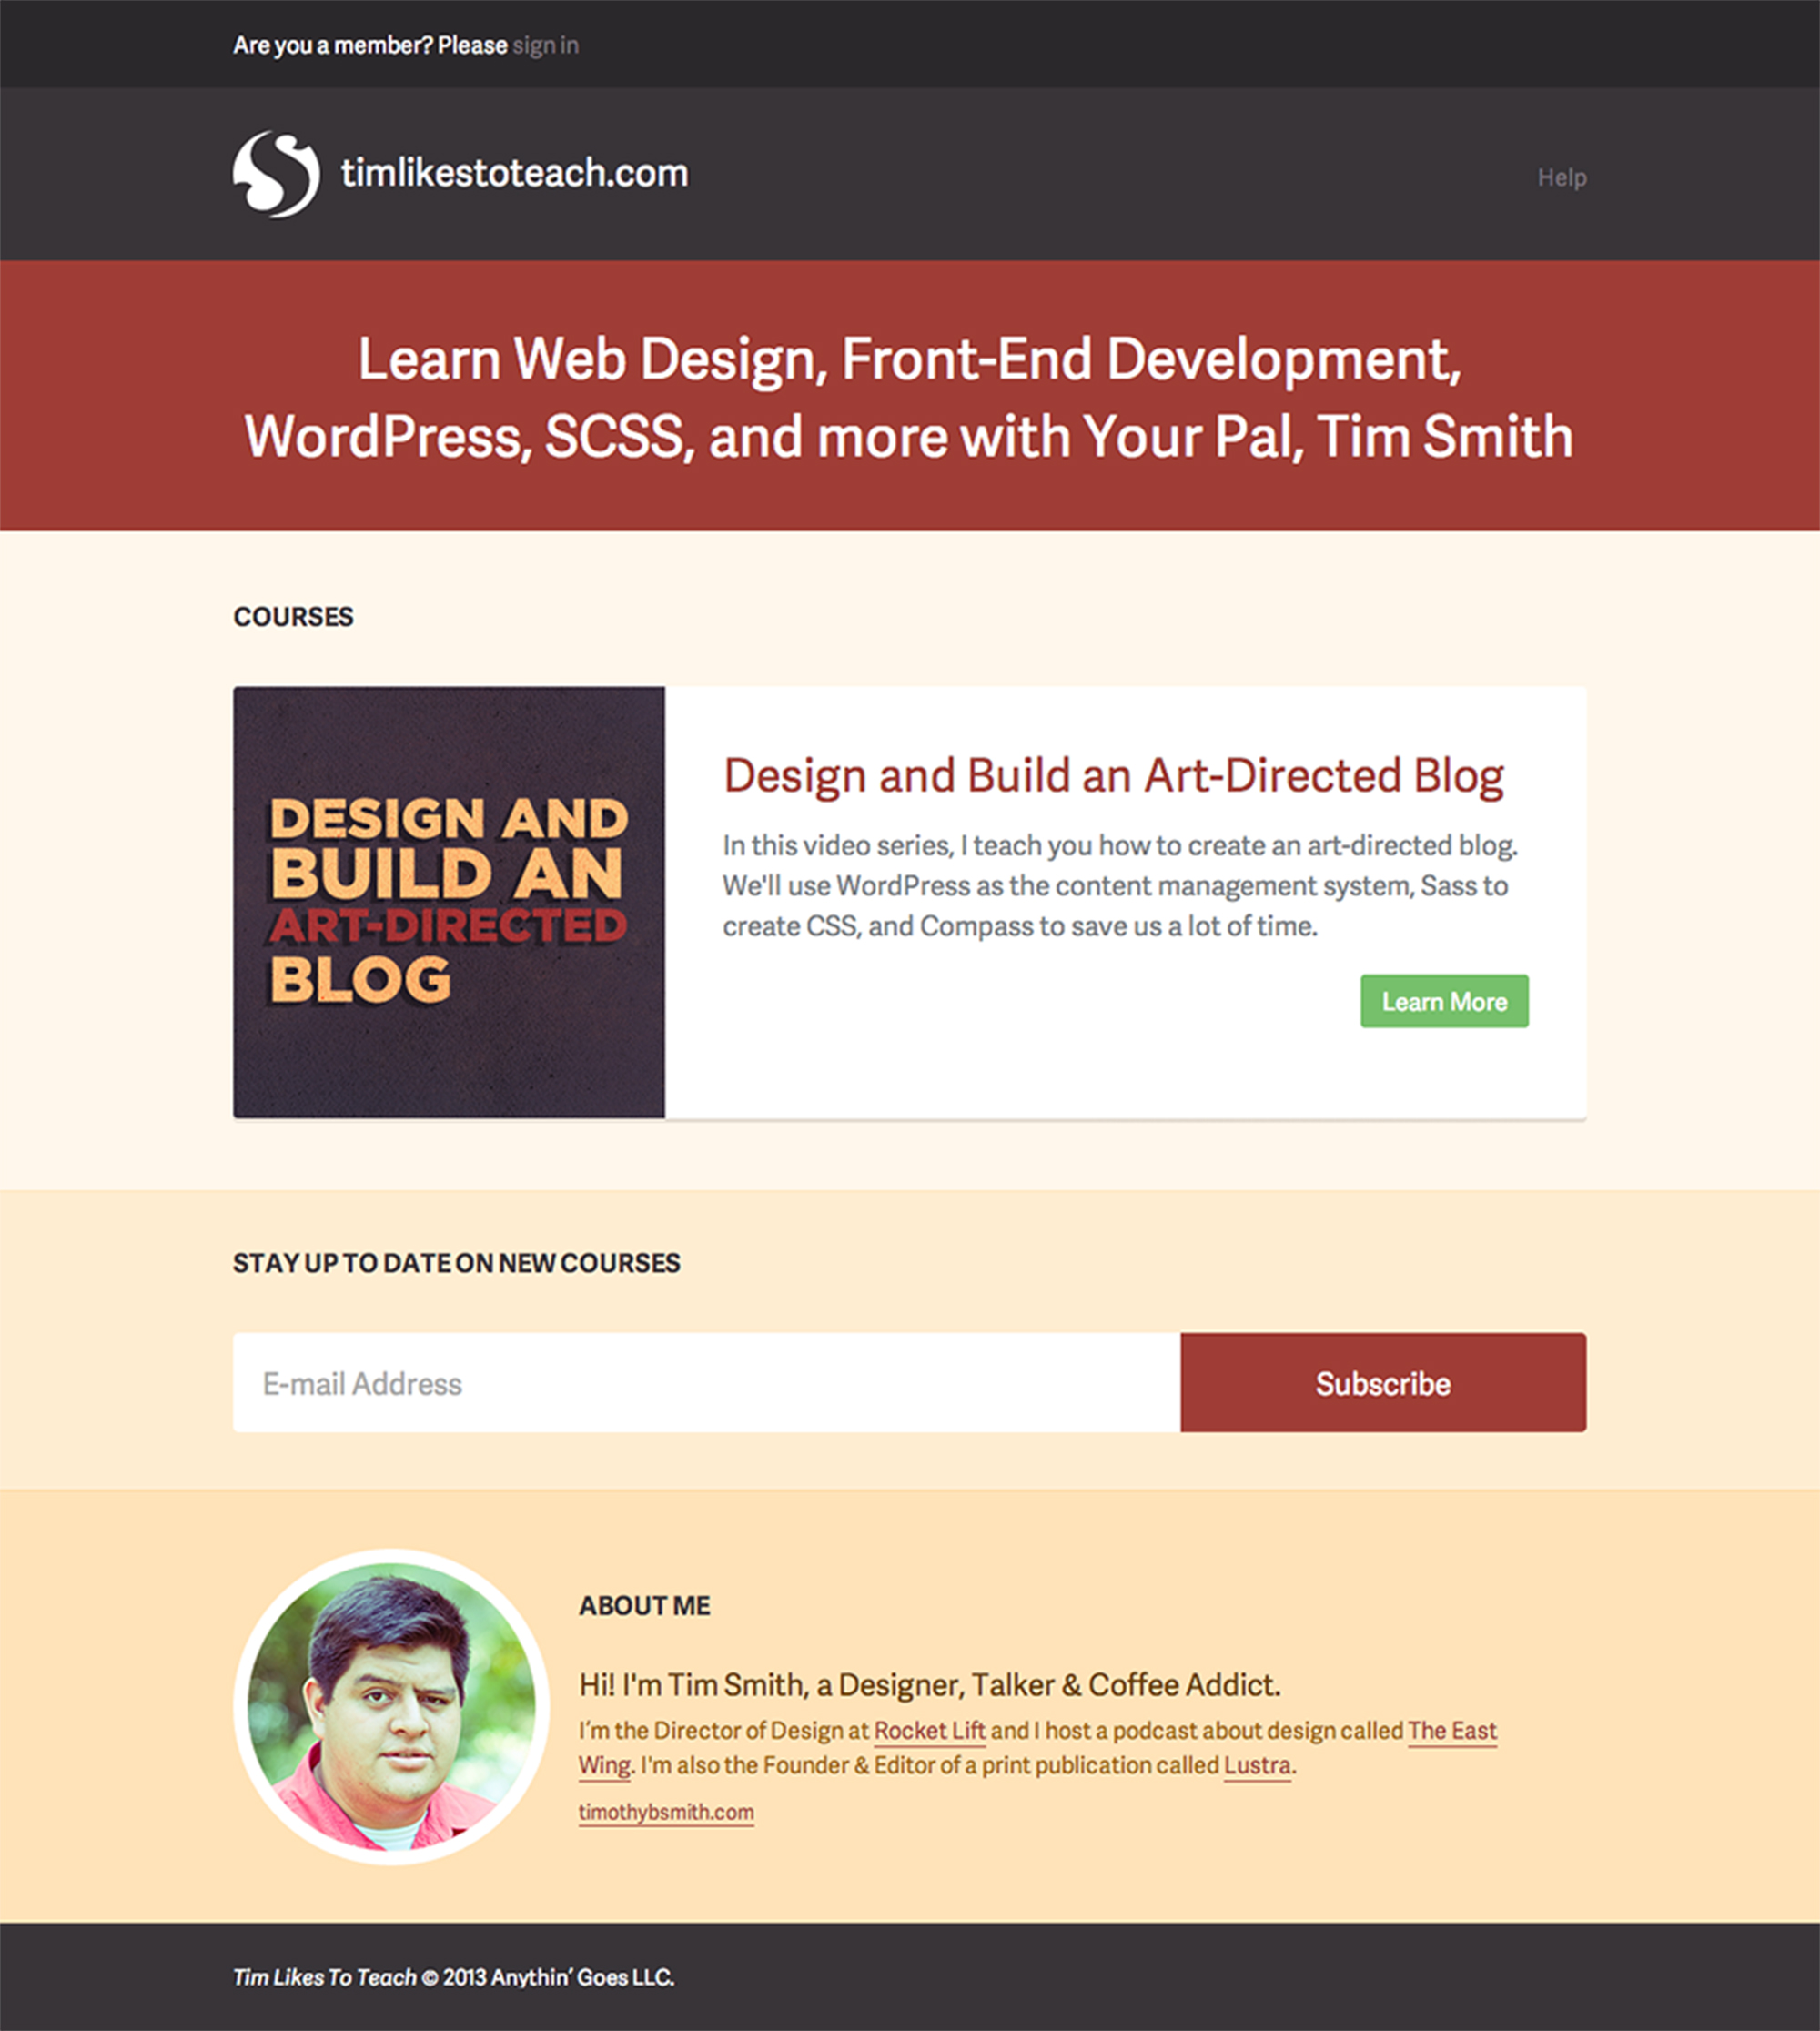 Are you a member? Please sign in
timlikestoteach.com
Help
Learn Web Design, Front-End Development,
WordPress, SCSS, and more with Your Pal, Tim Smith
COURSES
DESIGN AND
BUILD AN
ART-DIRECTED
BLOG
Design and Build an Art-Directed Blog
In this video series, I teach you how to create an art-directed blog.
We'll use WordPress as the content management system, Sass to
create CSS, and Compass to save us a lot of time.
Learn More
STAY UP TO DATE ON NEW COURSES
E-mail Address
Subscribe
ABOUT ME
Hi! I'm Tim Smith, a Designer, Talker & Coffee Addict.
I’m the Director of Design at Rocket Lift and I host a podcast about design called The East
Wing. I'm also the Founder & Editor of a print publication called Lustra.
timothybsmith.com
Tim Likes To Teach © 2013 Anythin’ Goes LLC.